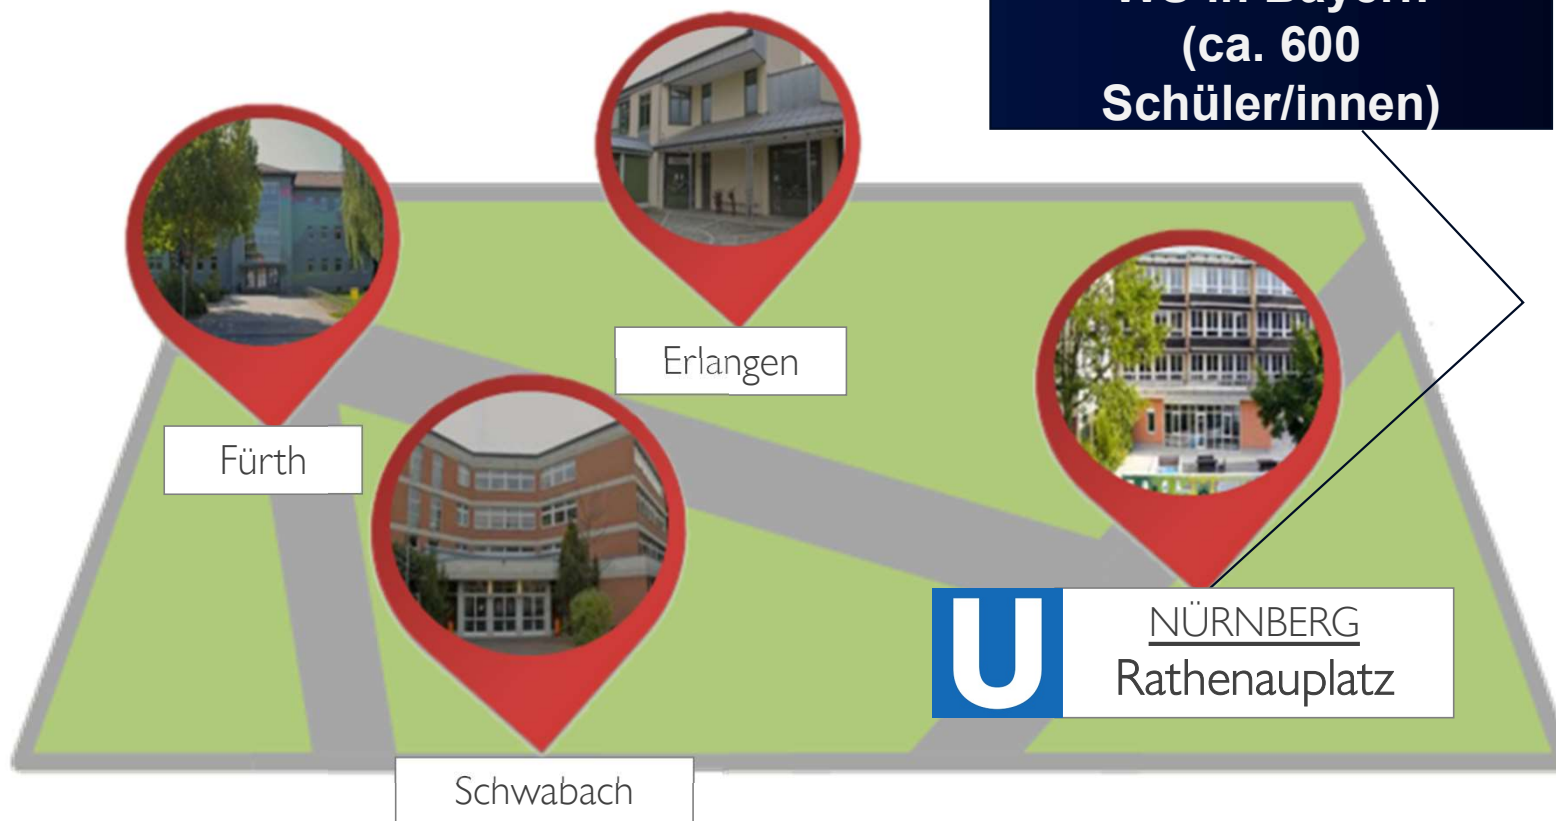 (ca. 600
Schüler/innen)
Erlangen
Fürth
U
NÜRNBERG
Rathenauplatz
Schwabach